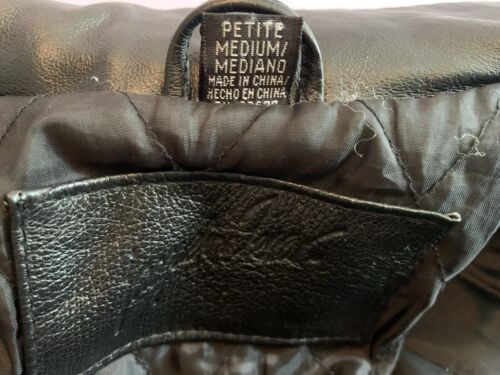 PETITE
MEDIUM/
MEDIANO
MADE IN CHINA/
HECHO EN CHINA